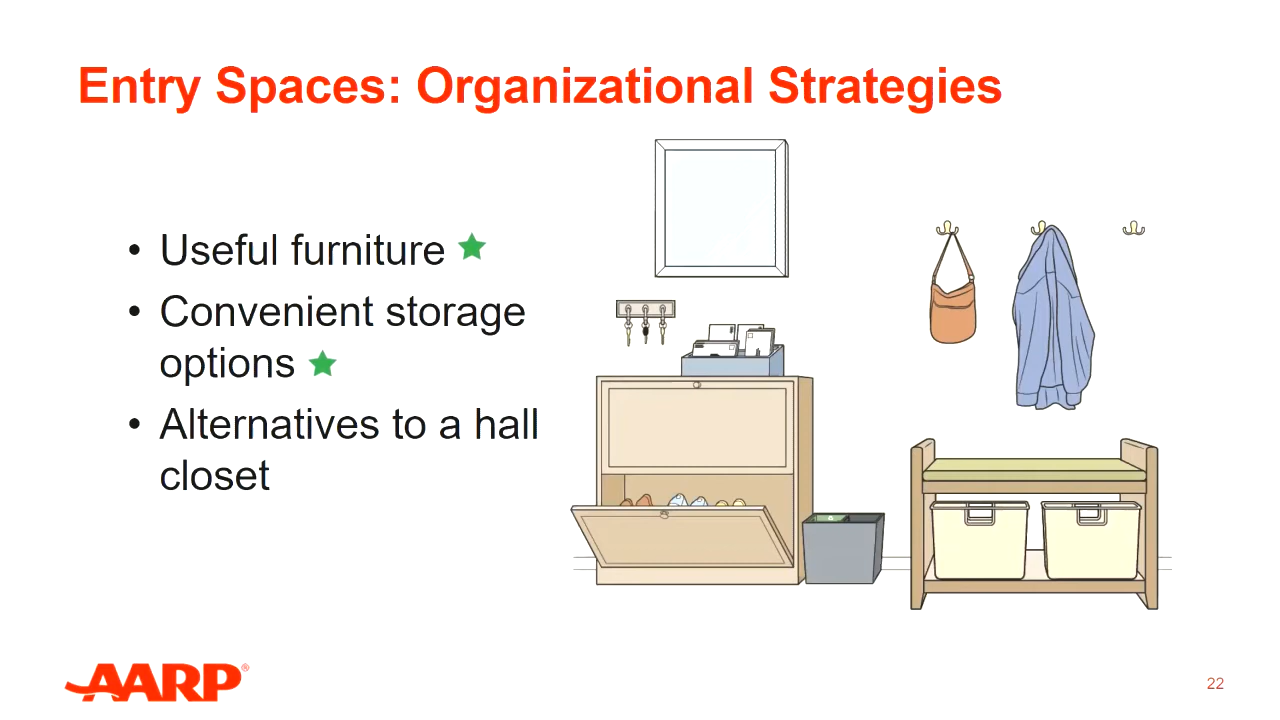 Entry Spaces: Organizational Strategies
• Useful furniture
• Convenient storage
options
• Alternatives to a hall
closet
AARP®
22